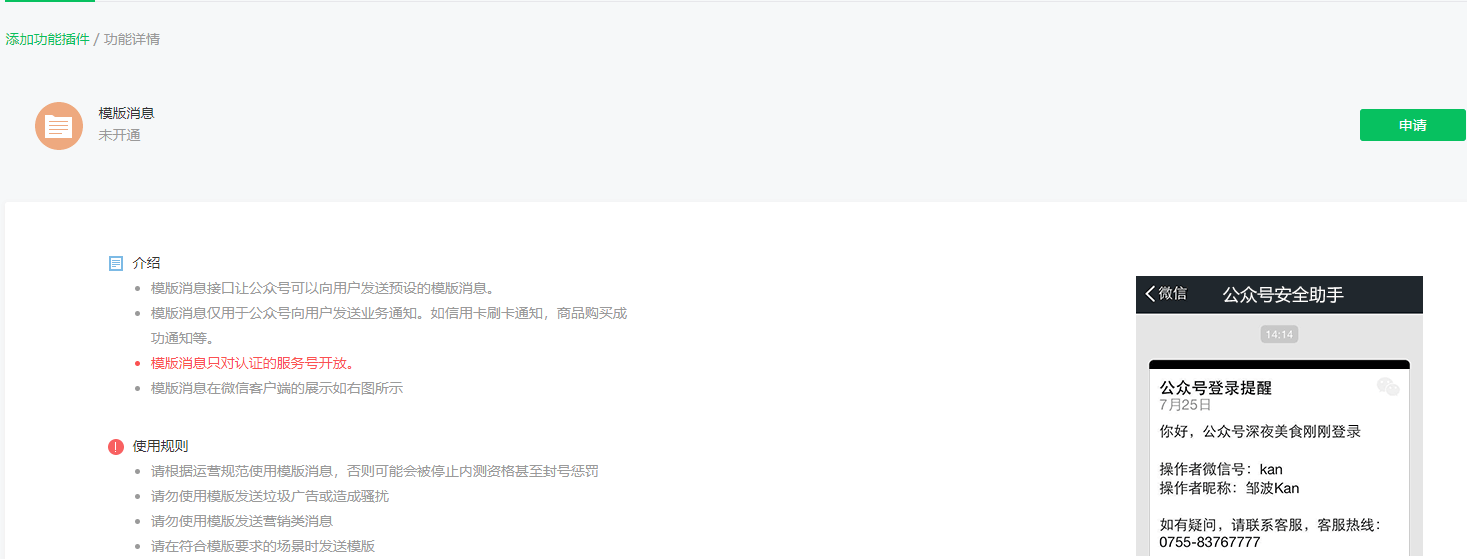 添加功能插件 / 功能详情
模版消息
未开通
申请
介绍
模版消息接口让公众号可以向用户发送预设的模版消息。
模版消息仅用于公众号向用户发送业务通知。如信用卡刷卡通知，商品购买成
功通知等。
模版消息只对认证的服务号开放。
模版消息在微信客户端的展示如右图所示
使用规则
请根据运营规范使用模版消息，否则可能会被停止内测资格甚至封号惩罚
请勿使用模版发送垃圾广告或造成骚扰
请勿使用模版发送营销类消息
请在符合模版要求的场景时发送模版
微信 公众号安全助手
14:14
公众号登录提醒
7月25日
你好，公众号深夜美食刚刚登录
操作者微信号：kan
操作者昵称：邹波Kan
如有疑问，请联系客服，客服热线：
0755-83767777